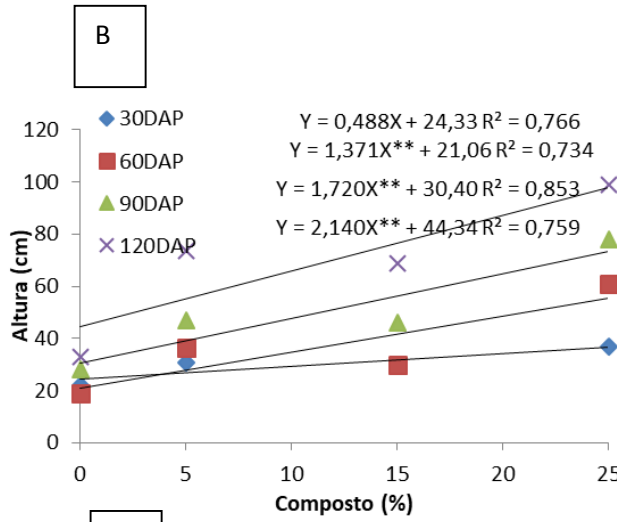 B
30DAP
60DAP
90DAP
120DAP
Y = 0,488X + 24,33 R² = 0,766
Y = 1,371X** + 21,06 R² = 0,734
Y = 1,720X** + 30,40 R² = 0,853
Y = 2,140X** + 44,34 R² = 0,759
Altura (cm)
120
100
80
60
40
20
0
0 5 10 15 20 25
Composto (%)